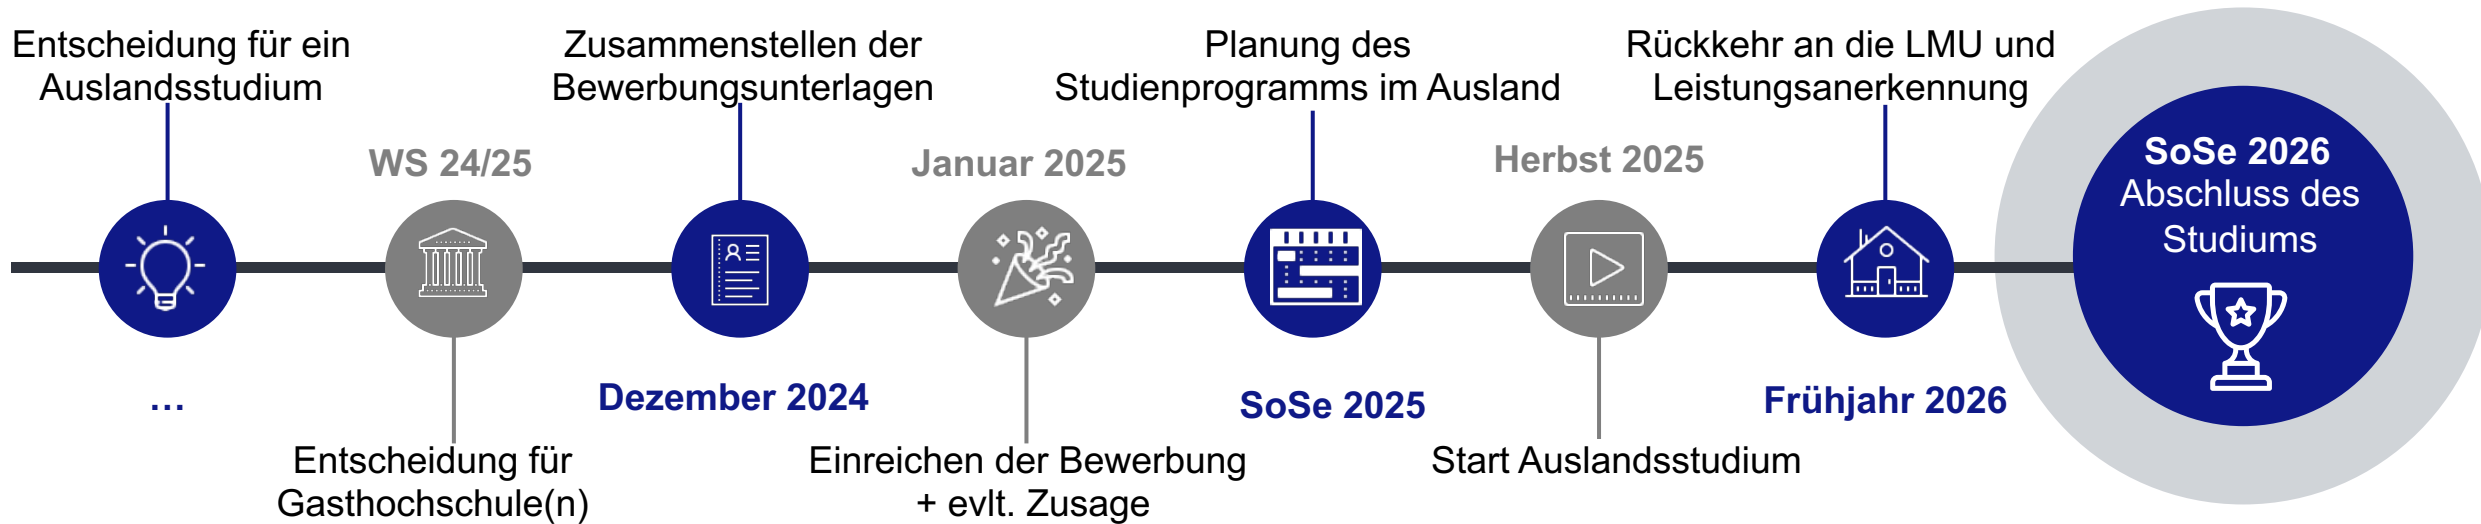 Entscheidung für ein
Auslandsstudium
…
WS 24/25
Entscheidung für
Gasthochschule(n)
Zusammenstellen der
Bewerbungsunterlagen
Dezember 2024
Januar 2025
Einreichen der Bewerbung
+ evlt. Zusage
Planung des
Studienprogramms im Ausland
SoSe 2025
Herbst 2025
Start Auslandsstudium
Rückkehr an die LMU und
Leistungsanerkennung
Frühjahr 2026
SoSe 2026
Abschluss des
Studiums